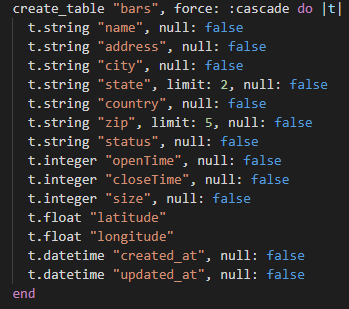 create_table "bars", force: :cascade do |t|
t.string "name", null: false
t.string "address", null: false
t.string "city", null: false
t.string "state", limit: 2, null: false
t.string "country", null: false
t.string "zip", limit: 5, null: false
t.string "status", null: false
t.integer "openTime", null: false
t.integer "closeTime", null: false
t.integer "size", null: false
t.float "latitude"
t.float "longitude"
t.datetime "created_at", null: false
t.datetime "updated_at", null: false
end